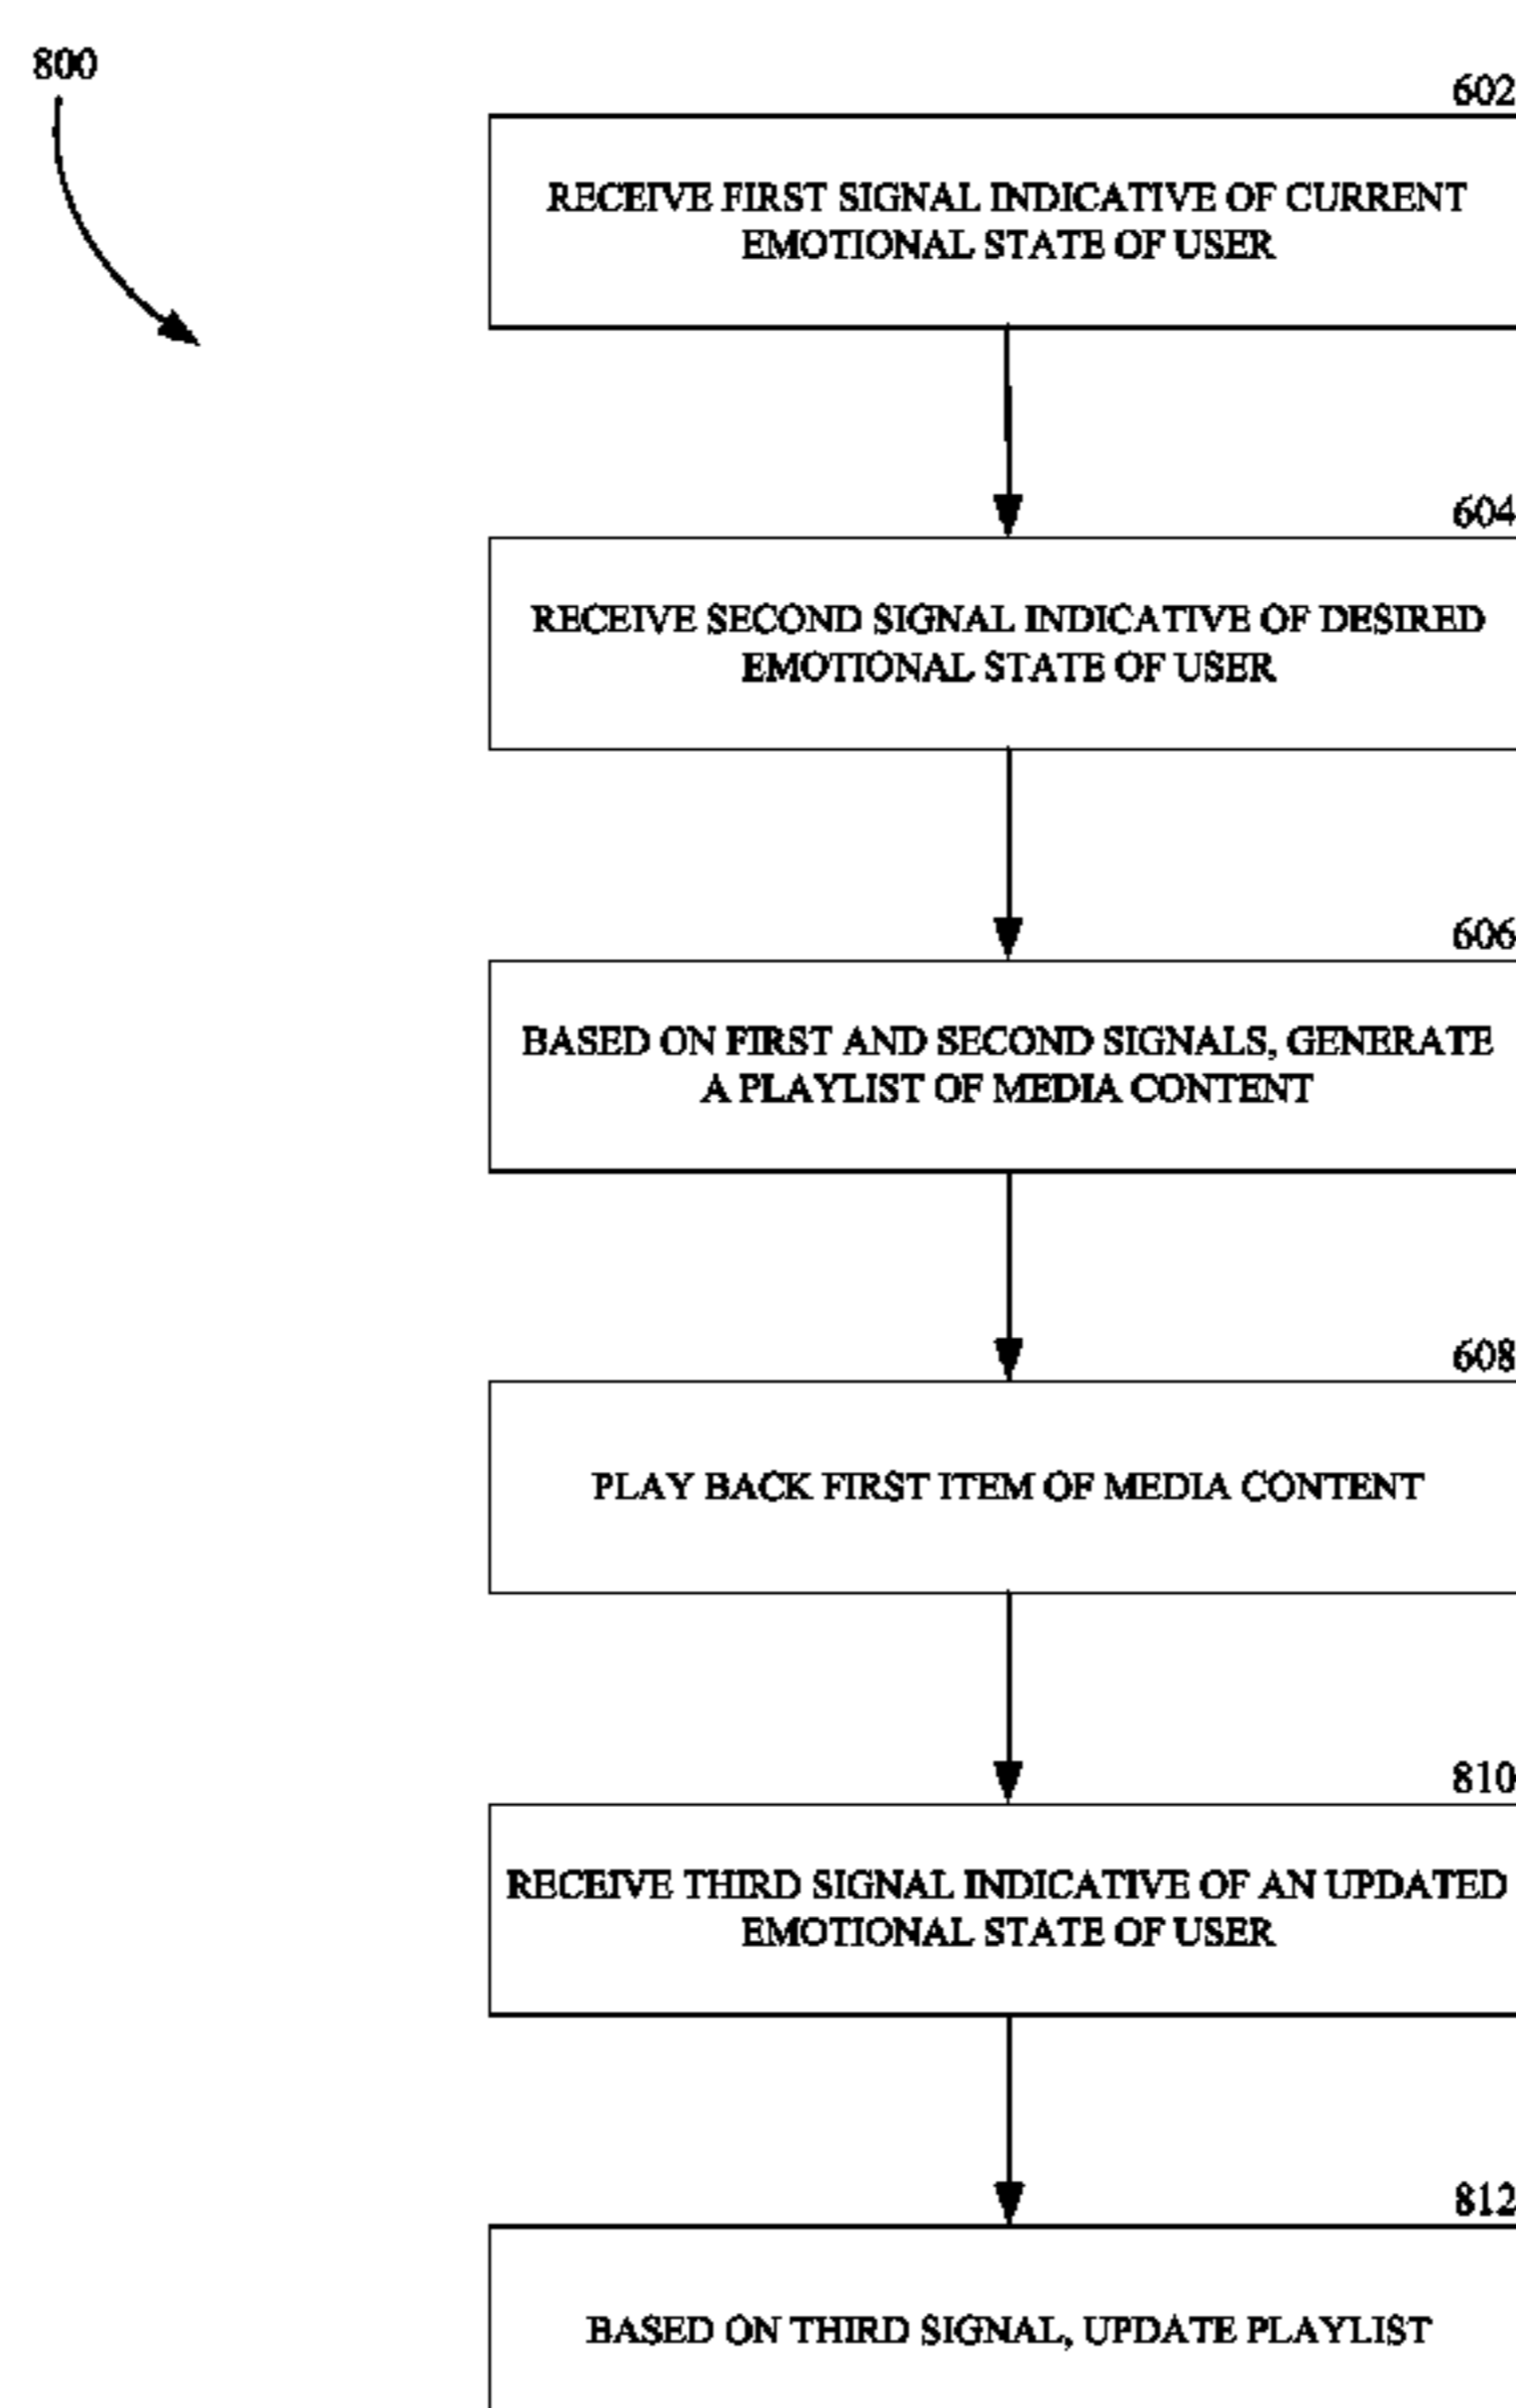 800
602
RECEIVE FIRST SIGNAL INDICATIVE OF CURRENT
EMOTIONAL STATE OF USER
604
RECEIVE SECOND SIGNAL INDICATIVE OF DESIRED
EMOTIONAL STATE OF USER
606
BASED ON FIRST AND SECOND SIGNALS, GENERATE
A PLAYLIST OF MEDIA CONTENT
608
PLAY BACK FIRST ITEM OF MEDIA CONTENT
810
RECEIVE THIRD SIGNAL INDICATIVE OF AN UPDATED
EMOTIONAL STATE OF USER
812
BASED ON THIRD SIGNAL, UPDATE PLAYLIST